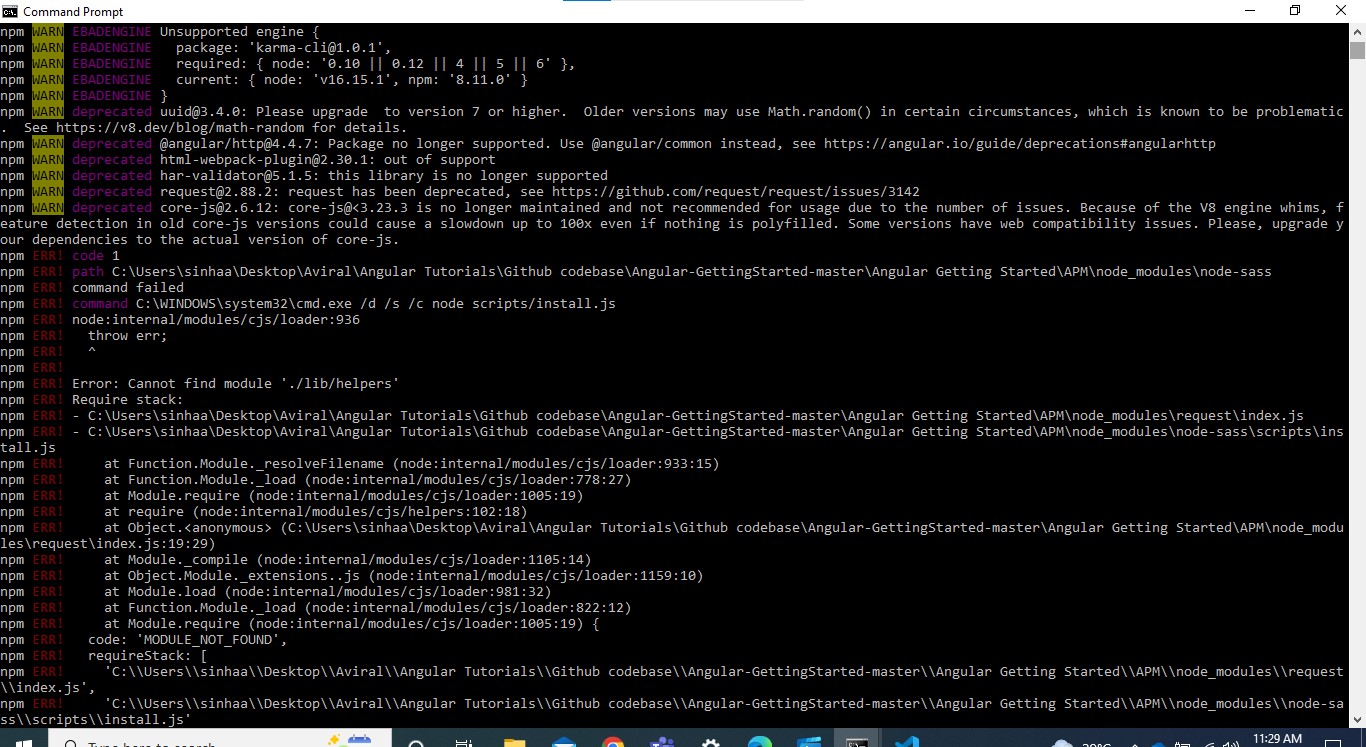 Command Prompt
npm WARN EBADENGINE Unsupported engine {
npm WARN EBADENGINE   package: 'karma-cli@1.0.1',
npm WARN EBADENGINE   required: { node: '0.10 || 0.12 || 4 || 5 || 6' },
npm WARN EBADENGINE   current: { node: 'v16.15.1', npm: '8.11.0' }
npm WARN EBADENGINE }
npm WARN deprecated uuid@3.4.0: Please upgrade  to version 7 or higher.  Older versions may use Math.random() in certain circumstances, which is known to be problematic
.  See https://v8.dev/blog/math-random for details.
npm WARN deprecated @angular/http@4.4.7: Package no longer supported. Use @angular/common instead, see https://angular.io/guide/deprecations#angularhttp
npm WARN deprecated html-webpack-plugin@2.30.1: out of support
npm WARN deprecated har-validator@5.1.5: this library is no longer supported
npm WARN deprecated request@2.88.2: request has been deprecated, see https://github.com/request/request/issues/3142
npm WARN deprecated core-js@2.6.12: core-js@<3.23.3 is no longer maintained and not recommended for usage due to the number of issues. Because of the V8 engine whims, f
eature detection in old core-js versions could cause a slowdown up to 100x even if nothing is polyfilled. Some versions have web compatibility issues. Please, upgrade y
our dependencies to the actual version of core-js.
npm ERR! code 1
npm ERR! path C:\Users\sinhaa\Desktop\Aviral\Angular Tutorials\Github codebase\Angular-GettingStarted-master\Angular Getting Started\APM\node_modules\node-sass
npm ERR! command failed
npm ERR! command C:\WINDOWS\system32\cmd.exe /d /s /c node scripts/install.js
npm ERR! node:internal/modules/cjs/loader:936
npm ERR!   throw err;
npm ERR!   ^
npm ERR!
npm ERR! Error: Cannot find module './lib/helpers'
npm ERR! Require stack:
npm ERR! - C:\Users\sinhaa\Desktop\Aviral\Angular Tutorials\Github codebase\Angular-GettingStarted-master\Angular Getting Started\APM\node_modules\request\index.js
npm ERR! - C:\Users\sinhaa\Desktop\Aviral\Angular Tutorials\Github codebase\Angular-GettingStarted-master\Angular Getting Started\APM\node_modules\node-sass\scripts\ins
tall.js
npm ERR!     at Function.Module._resolveFilename (node:internal/modules/cjs/loader:933:15)
npm ERR!     at Function.Module._load (node:internal/modules/cjs/loader:778:27)
npm ERR!     at Module.require (node:internal/modules/cjs/loader:1005:19)
npm ERR!     at require (node:internal/modules/cjs/helpers:102:18)
npm ERR!     at Object.<anonymous> (C:\Users\sinhaa\Desktop\Aviral\Angular Tutorials\Github codebase\Angular-GettingStarted-master\Angular Getting Started\APM\node_modu
les\request\index.js:19:29)
npm ERR!     at Module._compile (node:internal/modules/cjs/loader:1105:14)
npm ERR!     at Object.Module._extensions..js (node:internal/modules/cjs/loader:1159:10)
npm ERR!     at Module.load (node:internal/modules/cjs/loader:981:32)
npm ERR!     at Function.Module._load (node:internal/modules/cjs/loader:822:12)
npm ERR!     at Module.require (node:internal/modules/cjs/loader:1005:19) {
npm ERR!   code: 'MODULE_NOT_FOUND',
npm ERR!   requireStack: [
npm ERR!     'C:\\Users\\sinhaa\\Desktop\\Aviral\\Angular Tutorials\\Github codebase\\Angular-GettingStarted-master\\Angular Getting Started\\APM\\node_modules\\request
\\index.js',
npm ERR!     'C:\\Users\\sinhaa\\Desktop\\Aviral\\Angular Tutorials\\Github codebase\\Angular-GettingStarted-master\\Angular Getting Started\\APM\\node_modules\\node-sa
ss\\scripts\\install.js'
Type here to search
11:29 AM